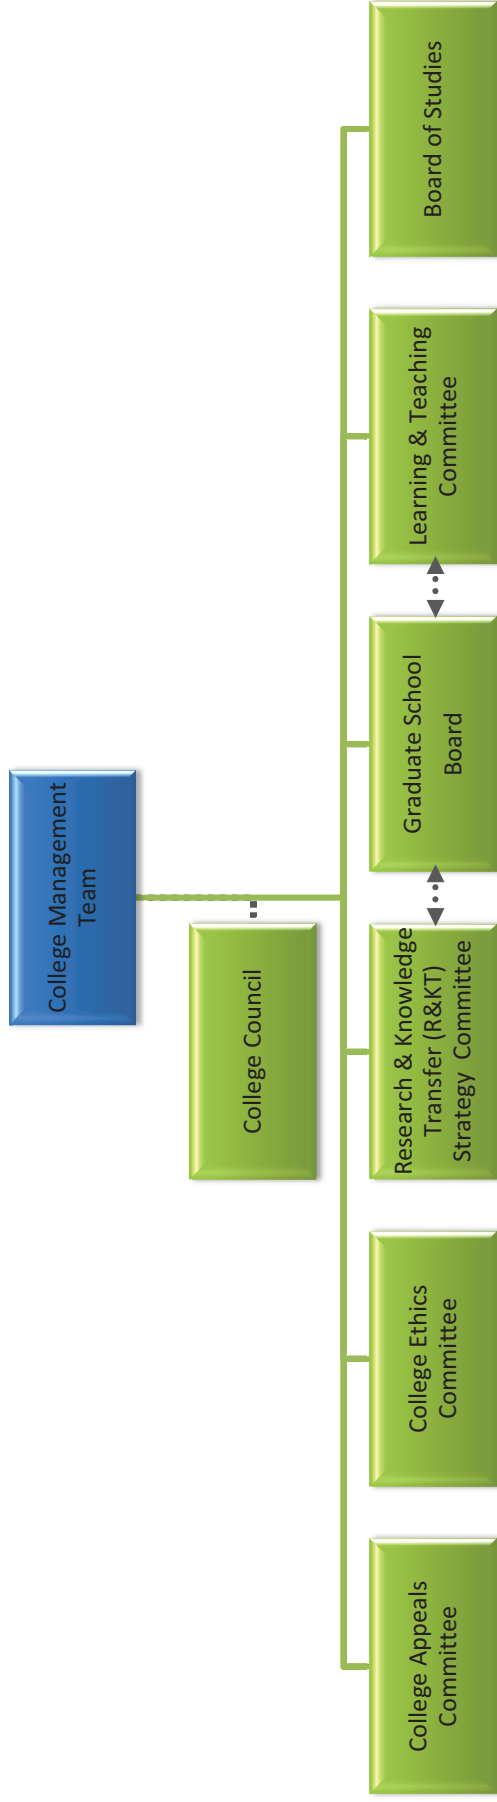 College Management
Team
College Council
College Appeals
Committee
College Ethics
Committee
Research & Knowledge
Transfer (R&KT)
Strategy Committee
Graduate School
Board
Learning & Teaching
Committee
Board of Studies